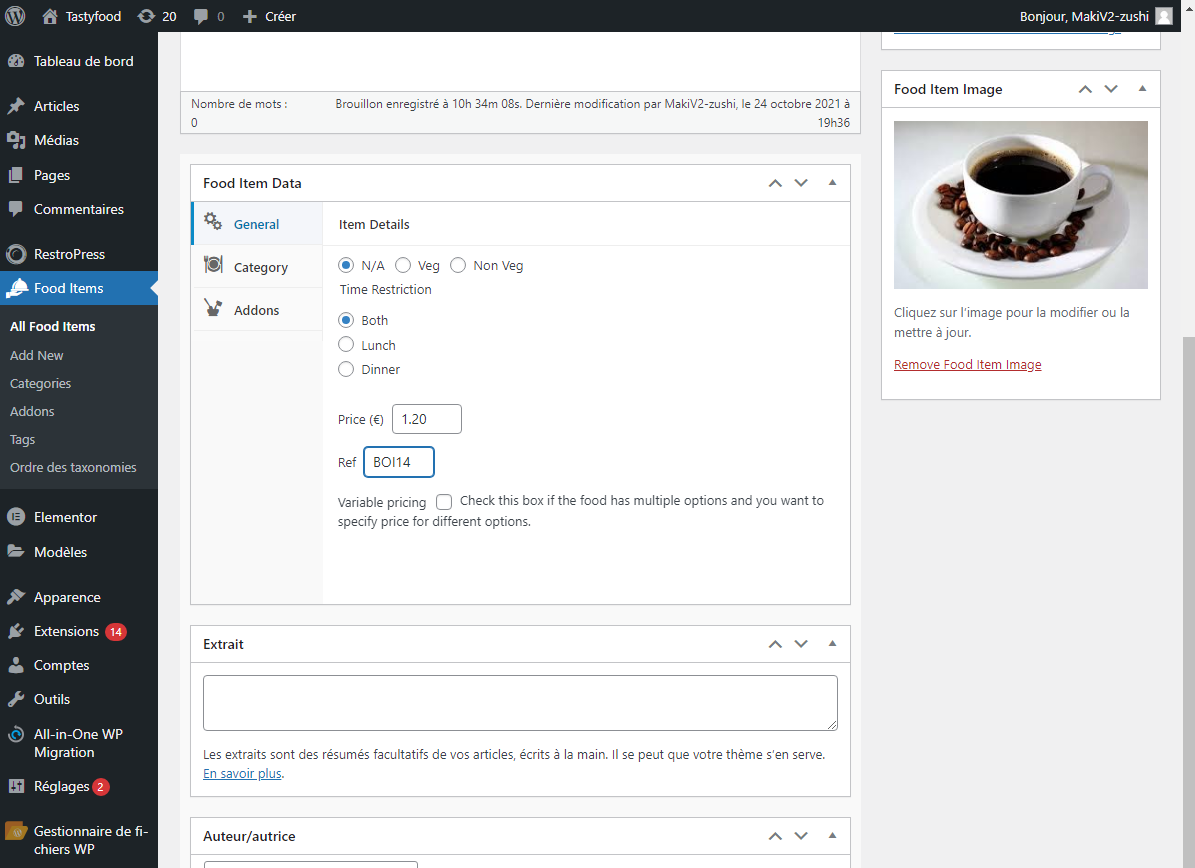 Tastyfood 20 0 Créer Bonjour, MakiV2-zushi
Tableau de bord
Articles
Médias
Pages
Commentaires
RestroPress
Food Items
All Food Items
Add New
Categories
Addons
Tags
Ordre des taxonomies
Elementor
Modèles
Apparence
Extensions 14
Comptes
Outils
All-in-One WP
Migration
Réglages 2
Gestionnaire de fi-
chiers WP
Nombre de mots :
0
Brouillon enregistré à 10h 34m 08s. Dernière modification par MakiV2-zushi, le 24 octobre 2021 à
19h36
Food Item Data
General
Category
Addons
Item Details
N/A Veg Non Veg
Time Restriction
Both
Lunch
Dinner
Price (€) 1.20
Ref BOI14
Variable pricing Check this box if the food has multiple options and you want to
specify price for different options.
Extrait
Les extraits sont des résumés facultatifs de vos articles, écrits à la main. Il se peut que votre thème s’en serve.
En savoir plus.
Auteur/autrice
Food Item Image
Cliquez sur l’image pour la modifier ou la
mettre à jour.
Remove Food Item Image